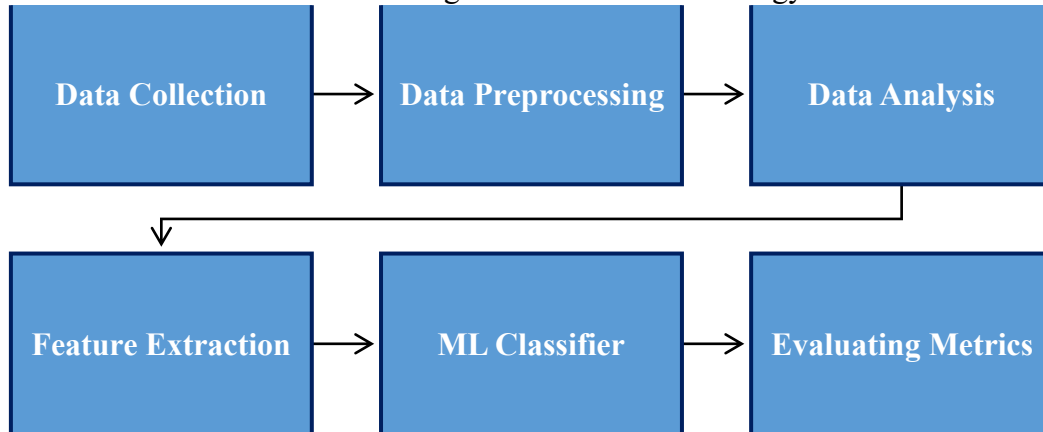 Data Collection
Data Preprocessing
Data Analysis
Feature Extraction
ML Classifier
Evaluating Metrics